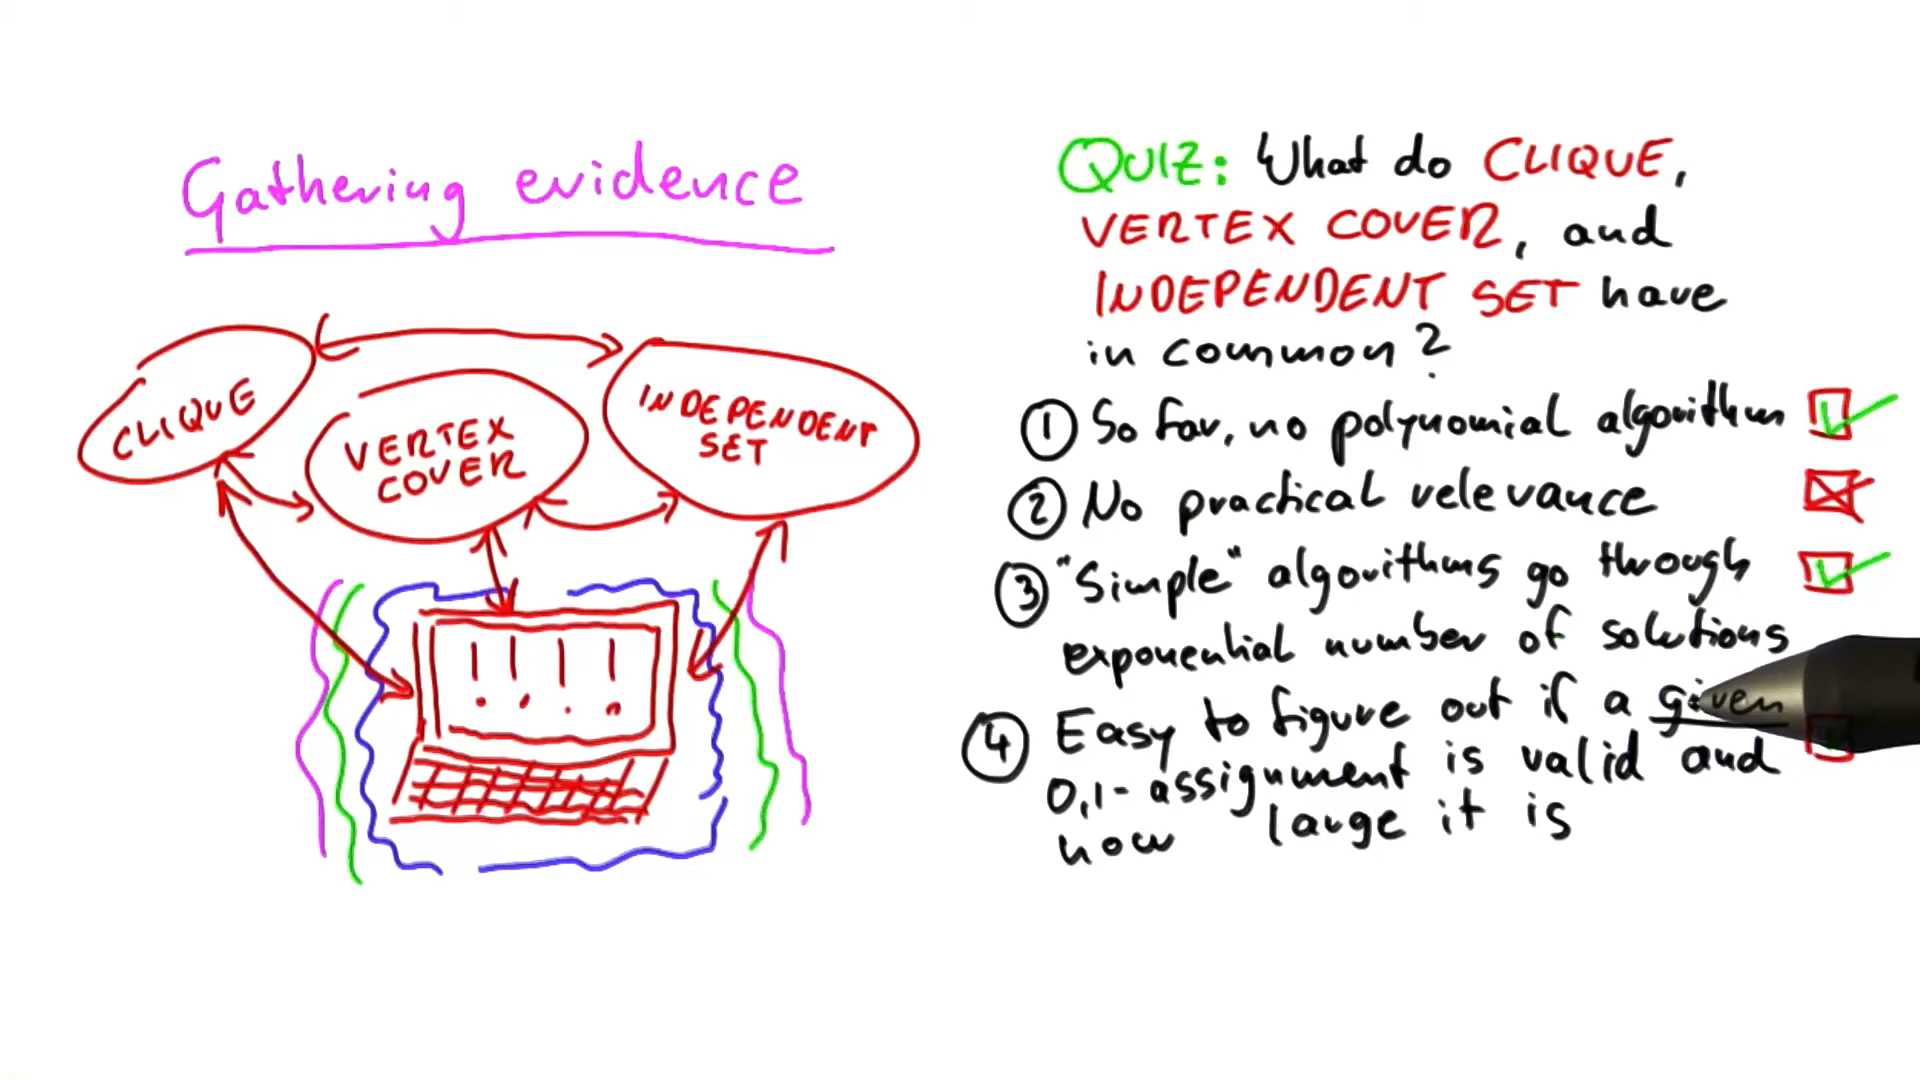 Gathering evidence
CLIQUE
VERTEX
COVER
INDEPENDENT
SET
! ! ! !
QUIZ: What do CLIQUE,
VERTEX COVER, and
INDEPENDENT SET have
in common?
① So far, no polynomial algorithm
② No practical relevance
③ "Simple" algorithms go through
exponential number of solutions
④ Easy to figure out if a given
0,1- assignment is valid and
how large it is